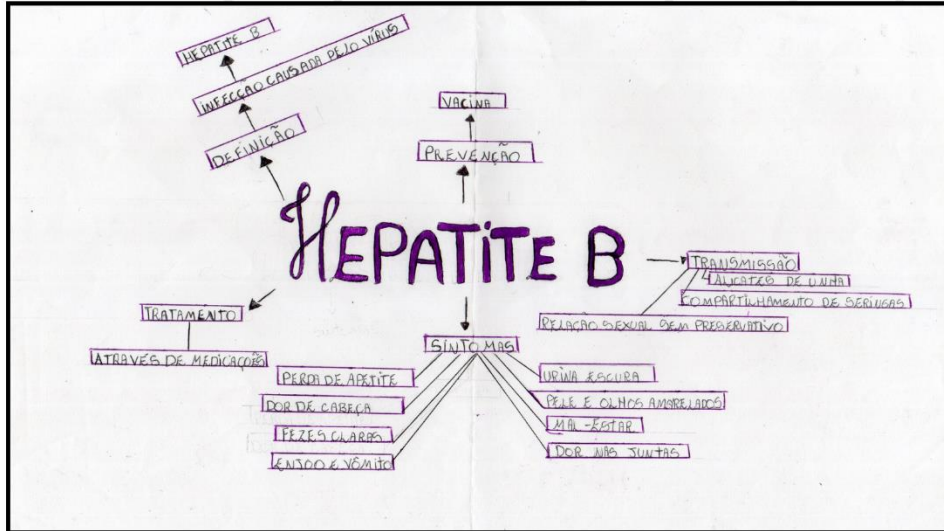 HEPATITE B
INFECÇÃO CAUSADA PELO VÍRUS
DEFINIÇÃO
VACINA
PREVENÇÃO
HEPATITE B
TRANSMISSÃO
ALICATES DE UNHA
COMPARTILHAMENTO DE SERINGAS
RELAÇÃO SEXUAL SEM PRESERVATIVO
TRATAMENTO
ATRAVÉS DE MEDICAÇÕES
SINTOMAS
PERDA DE APETITE
DOR DE CABEÇA
FEZES CLARAS
ENJOO E VÔMITO
URINA ESCURA
PELE E OLHOS AMARELADOS
MAL-ESTAR
DOR NAS JUNTAS